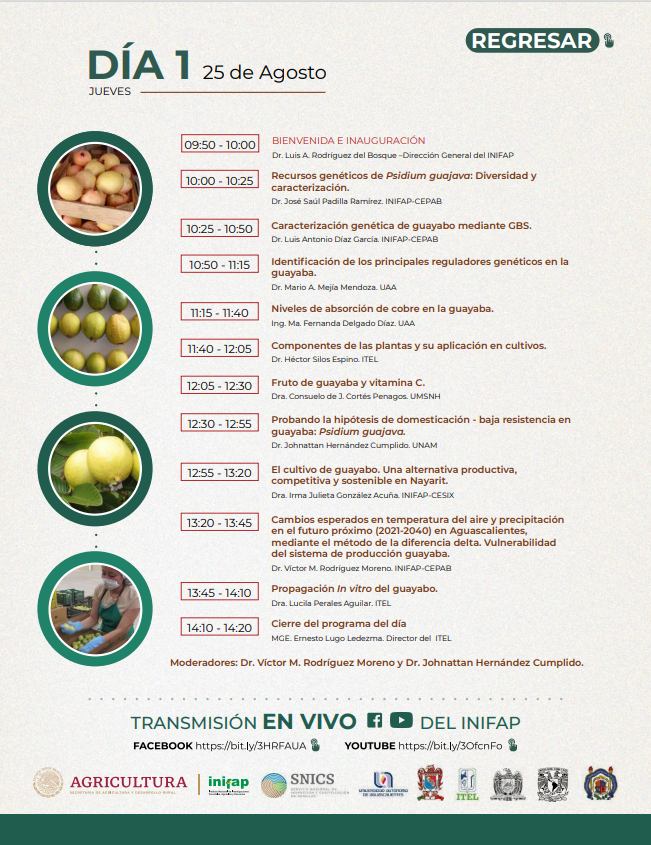 REGRESAR
DÍA 1 25 de Agosto
JUEVES
09:50 - 10:00 BIENVENIDA E INAUGURACIÓN
Dr. Luis A. Rodríguez del Bosque –Dirección General del INIFAP
10:00 - 10:25 Recursos genéticos de Psidium guajava: Diversidad y
caracterización.
Dr. José Saúl Padilla Ramírez. INIFAP-CEPAB
10:25 - 10:50 Caracterización genética de guayabo mediante GBS.
Dr. Luis Antonio Díaz García. INIFAP-CEPAB
10:50 - 11:15 Identificación de los principales reguladores genéticos en la
guayaba.
Dr. Mario A. Mejía Mendoza. UAA
11:15 - 11:40 Niveles de absorción de cobre en la guayaba.
Ing. Ma. Fernanda Delgado Díaz. UAA
11:40 - 12:05 Componentes de las plantas y su aplicación en cultivos.
Dr. Héctor Silos Espino. ITEL
12:05 - 12:30 Fruto de guayaba y vitamina C.
Dra. Consuelo de J. Cortés Penagos. UMSNH
12:30 - 12:55 Probando la hipótesis de domesticación - baja resistencia en
guayaba: Psidium guajava.
Dr. Johnattan Hernández Cumplido. UNAM
12:55 - 13:20 El cultivo de guayabo. Una alternativa productiva,
competitiva y sostenible en Nayarit.
Dra. Irma Julieta González Acuña. INIFAP-CESIX
13:20 - 13:45 Cambios esperados en temperatura del aire y precipitación
en el futuro próximo (2021-2040) en Aguascalientes,
mediante el método de la diferencia delta. Vulnerabilidad
del sistema de producción guayaba.
Dr. Víctor M. Rodríguez Moreno. INIFAP-CEPAB
13:45 - 14:10 Propagación In vitro del guayabo.
Dra. Lucila Perales Aguilar. ITEL
14:10 - 14:20 Cierre del programa del día
MGE. Ernesto Lugo Ledezma. Director del ITEL
Moderadores: Dr. Víctor M. Rodríguez Moreno y Dr. Johnattan Hernández Cumplido.
TRANSMISIÓN EN VIVO DEL INIFAP
FACEBOOK https://bit.ly/3HRFAUA YOUTUBE https://bit.ly/3OfcnFo
AGRICULTURA
SECRETARÍA DE AGRICULTURA Y DESARROLLO RURAL
inifap
SNICS
SERVICIO NACIONAL DE
INSPECCIÓN Y CERTIFICACIÓN
DE SEMILLAS
UNIVERSIDAD AUTONOMA
DE AGUASCALIENTES
ITEL